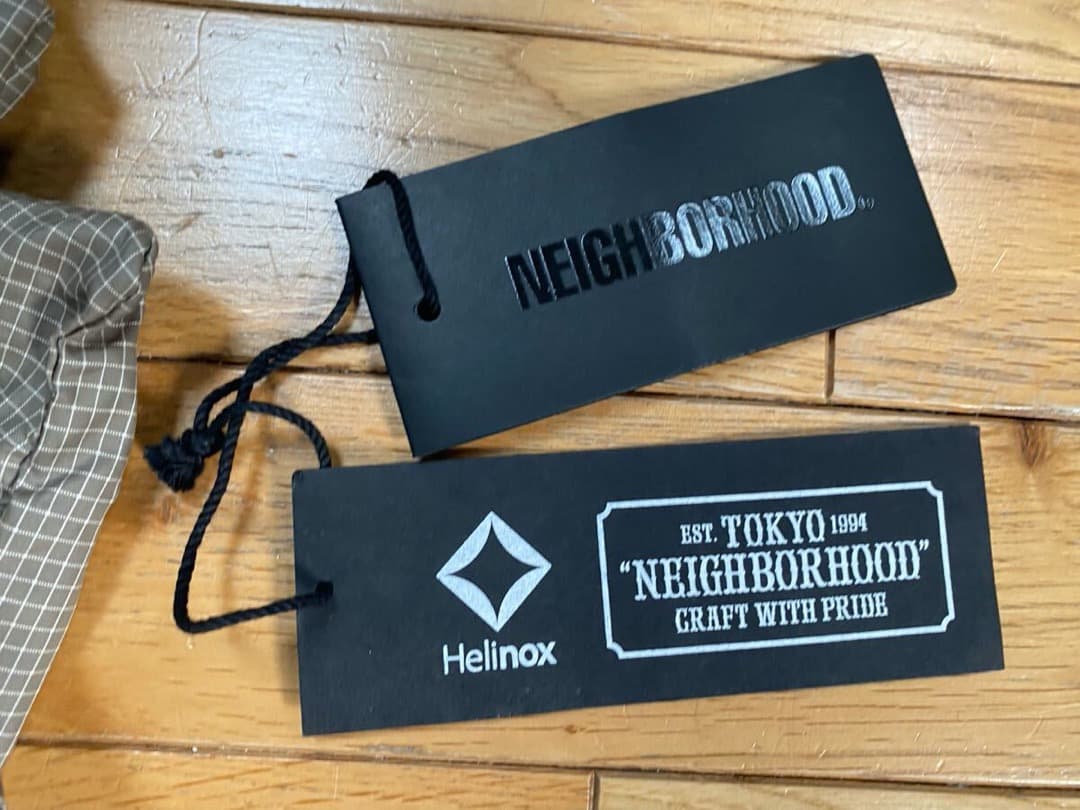 NEIGHBORHOOD
EST. TOKYO 1994
"NEIGHBORHOOD"
CRAFT WITH PRIDE
Helinox